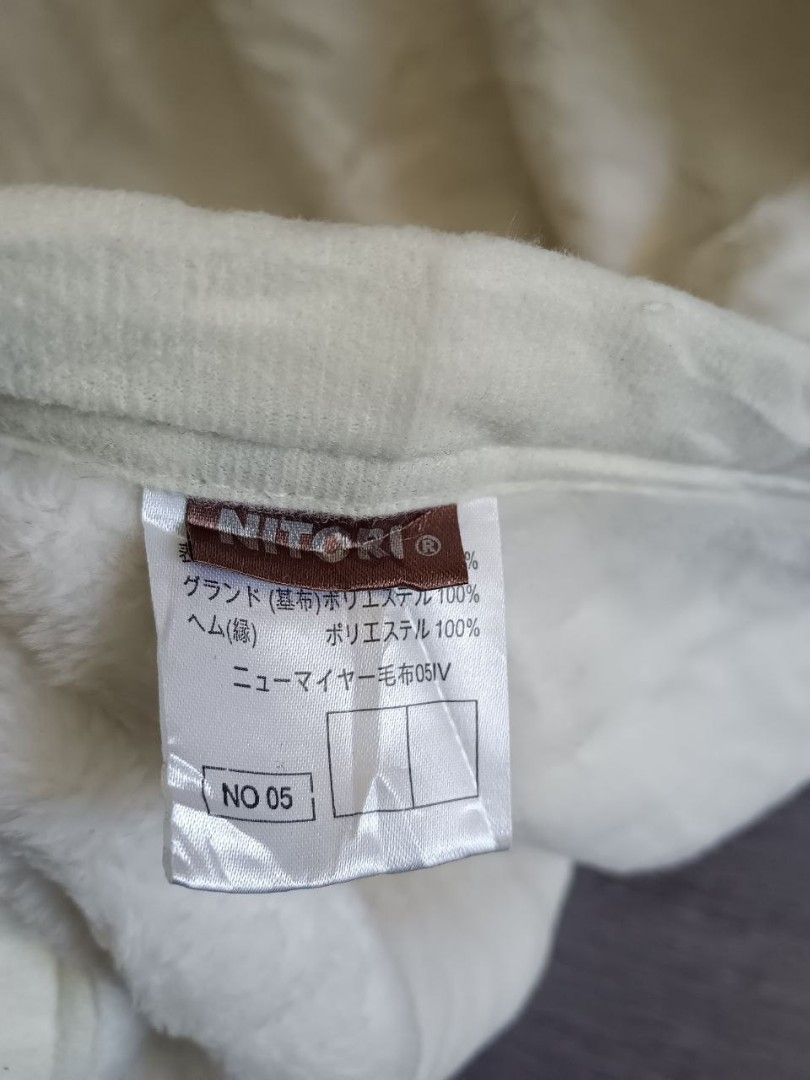 NITORI®
%
グランド (基布)ポリエステル 100%
ヘム(縁) ポリエステル 100%
ニューマイヤー毛布05IV
NO 05